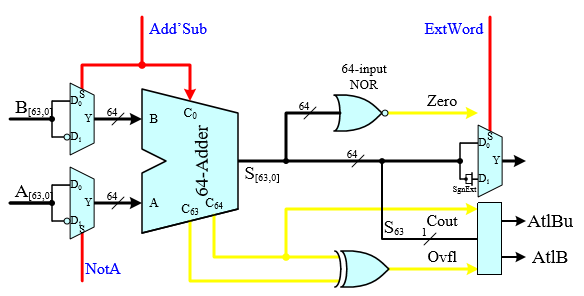 Add'Sub
ExtWord
64-input
NOR
Zero
B[63,0]
D0
D1
S
Y
64
B
C0
64-Adder
64
S[63,0]
64
D0
D1
S
Y
SgnExt
A[63,0]
D0
D1
S
Y
64
A
C63
C64
S63
1
Cout
Ovfl
AtlBu
AtlB
NotA